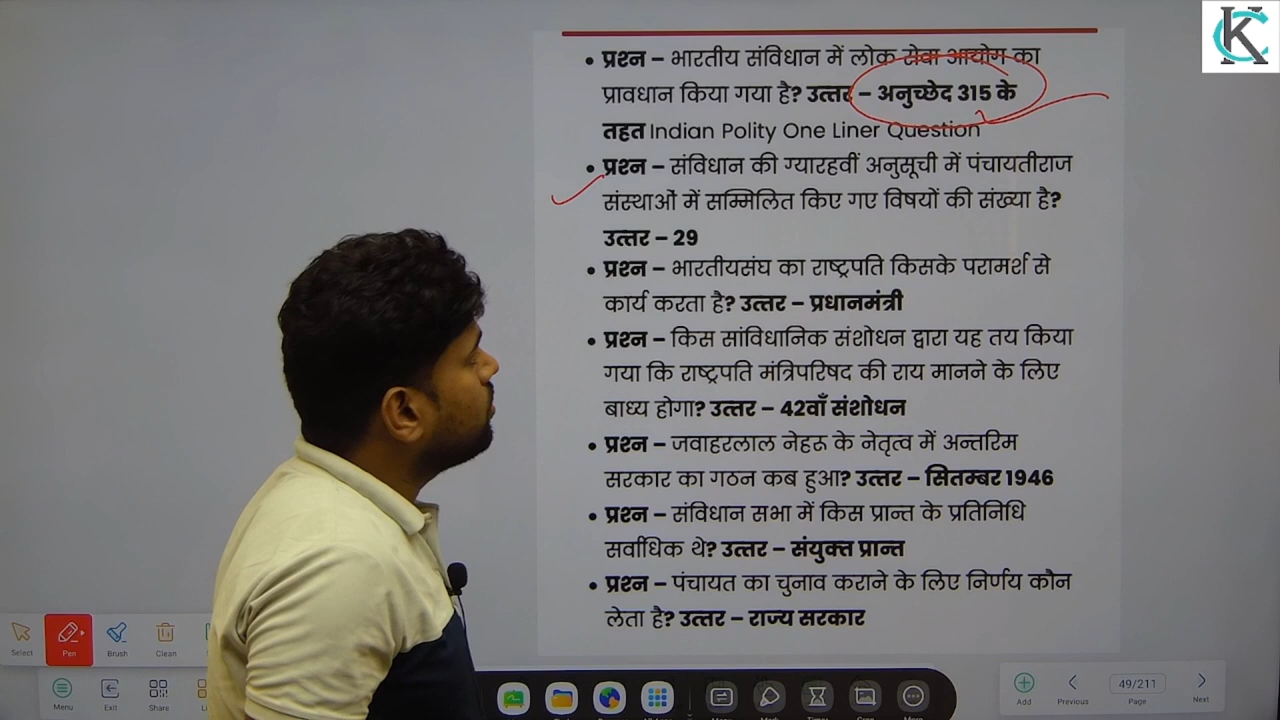 • प्रश्न – भारतीय संविधान में लोक सेवा आयोग का
प्रावधान किया गया है? उत्तर – अनुच्छेद 315 के
तहत Indian Polity One Liner Question
• प्रश्न – संविधान की ग्यारहवीं अनुसूची में पंचायतीराज
संस्थाओं में सम्मिलित किए गए विषयों की संख्या है?
उत्तर – 29
• प्रश्न – भारतीयसंघ का राष्ट्रपति किसके परामर्श से
कार्य करता है? उत्तर – प्रधानमंत्री
• प्रश्न – किस सांविधानिक संशोधन द्वारा यह तय किया
गया कि राष्ट्रपति मंत्रिपरिषद की राय मानने के लिए
बाध्य होगा? उत्तर – 42वाँ संशोधन
• प्रश्न – जवाहरलाल नेहरू के नेतृत्व में अन्तरिम
सरकार का गठन कब हुआ? उत्तर – सितम्बर 1946
• प्रश्न – संविधान सभा में किस प्रान्त के प्रतिनिधि
सर्वाधिक थे? उत्तर – संयुक्त प्रान्त
• प्रश्न – पंचायत का चुनाव कराने के लिए निर्णय कौन
लेता है? उत्तर – राज्य सरकार
KC
Select Pen Brush Clean
Menu Exit Share
Add Previous 49/211 Page Next